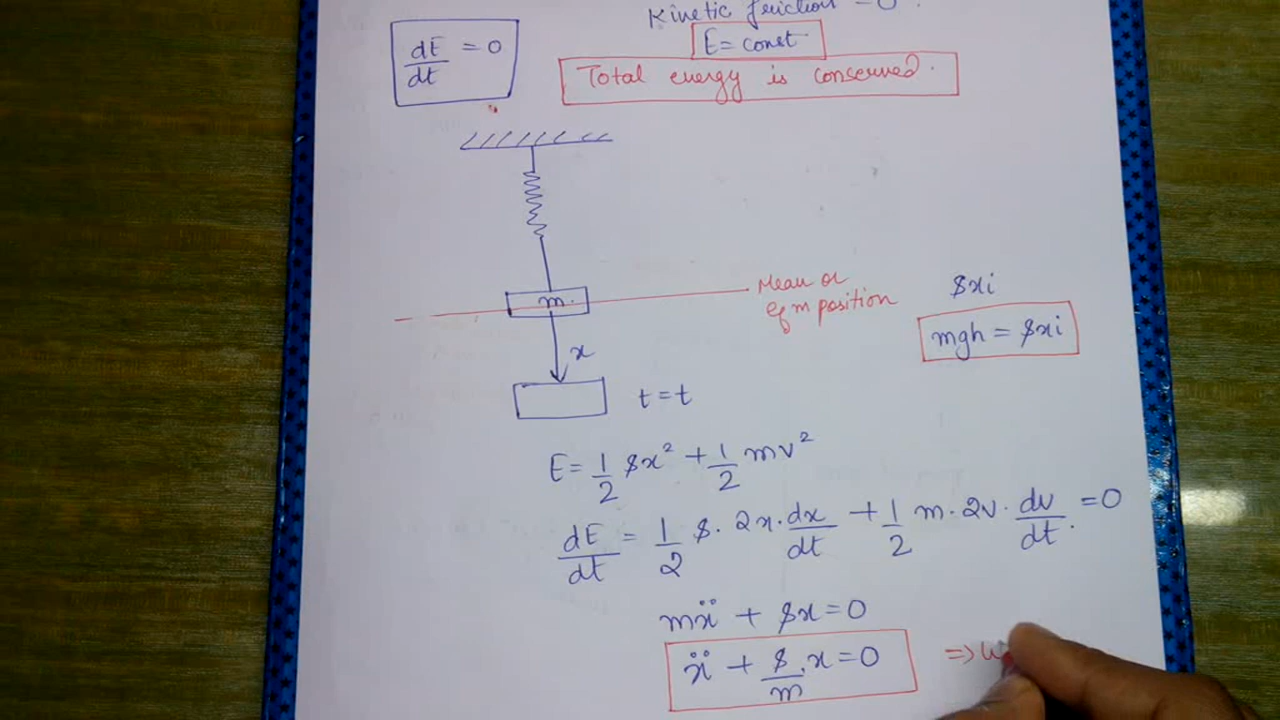 Kinetic friction = 0.
dE/dt = 0
E = const
Total energy is conserved.
m.
Mean or
eqm position
$xi
mgh = $xi
x
t = t
E = 1/2 $x² + 1/2 mv²
dE/dt = 1/2 $. 2x. dx/dt + 1/2 m. 2v. dv/dt. = 0
mẍ + $x = 0
ẍ + $/m. x = 0
⇒ ω